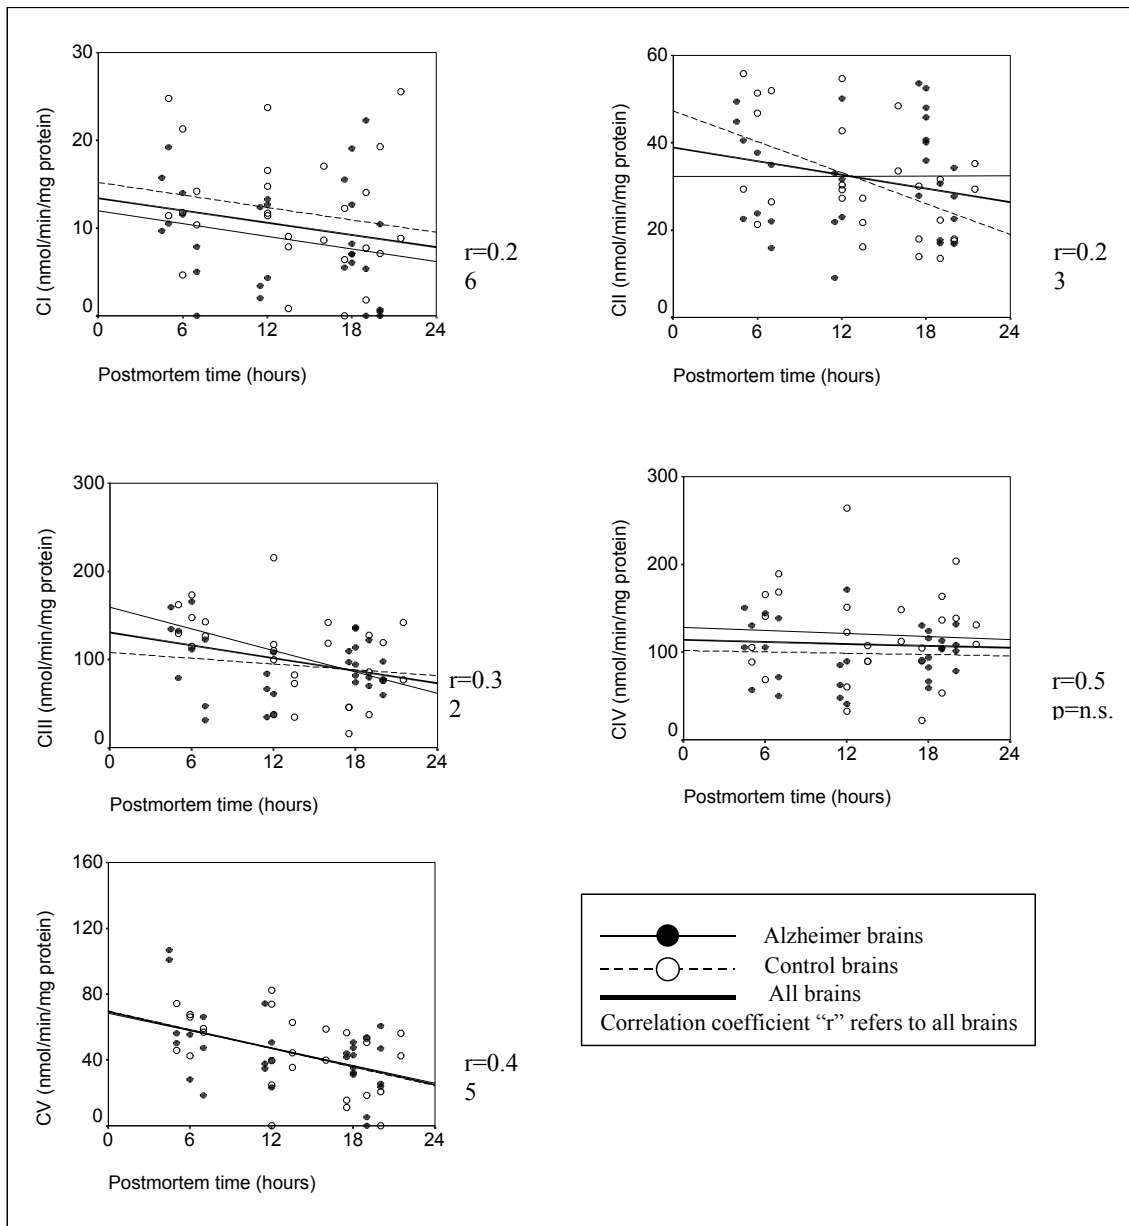 30
20
10
0
0 6 12 18 24
CI (nmol/min/mg protein)
Postmortem time (hours)
r=0.2
6
60
40
20
0
0 6 12 18 24
CII (nmol/min/mg protein)
Postmortem time (hours)
r=0.2
3
300
200
100
0
0 6 12 18 24
CIII (nmol/min/mg protein)
Postmortem time (hours)
r=0.3
2
300
200
100
0
0 6 12 18 24
CIV (nmol/min/mg protein)
Postmortem time (hours)
r=0.5
p=n.s.
160
120
80
40
0
0 6 12 18 24
CV (nmol/min/mg protein)
Postmortem time (hours)
r=0.4
5
Alzheimer brains
Control brains
All brains
Correlation coefficient “r” refers to all brains